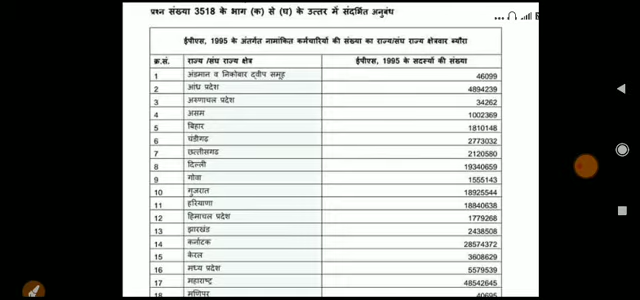 प्रश्न संख्या 3518 के भाग (क) से (घ) के उत्तर में संदर्भित अनुबंध
ईपीएस, 1995 के अंतर्गत नामांकित कर्मचारियों की संख्या का राज्य/संघ राज्य क्षेत्रवार ब्यौरा
क्र.सं. राज्य /संघ राज्य क्षेत्र ईपीएस, 1995 के सदस्यों की संख्या
1 अंडमान व निकोबार द्वीप समूह 46099
2 आंध्र प्रदेश 4894239
3 अरुणाचल प्रदेश 34262
4 असम 1002369
5 बिहार 1810148
6 चंडीगढ़ 2773032
7 छत्तीसगढ़ 2120580
8 दिल्ली 19340659
9 गोवा 1555143
10 गुजरात 18925544
11 हरियाणा 18840638
12 हिमाचल प्रदेश 1779268
13 झारखंड 2438508
14 कर्नाटक 28574372
15 केरल 3608629
16 मध्य प्रदेश 5579539
17 महाराष्ट्र 48542645
18 मणिपुर 40695